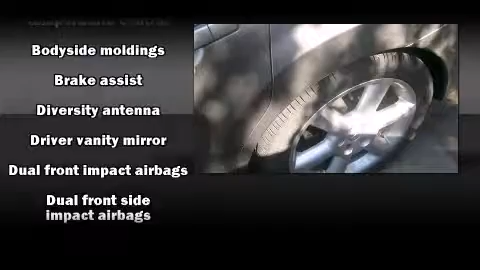 Bodyside moldings
Brake assist
Diversity antenna
Driver vanity mirror
Dual front impact airbags
Dual front side
impact airbags